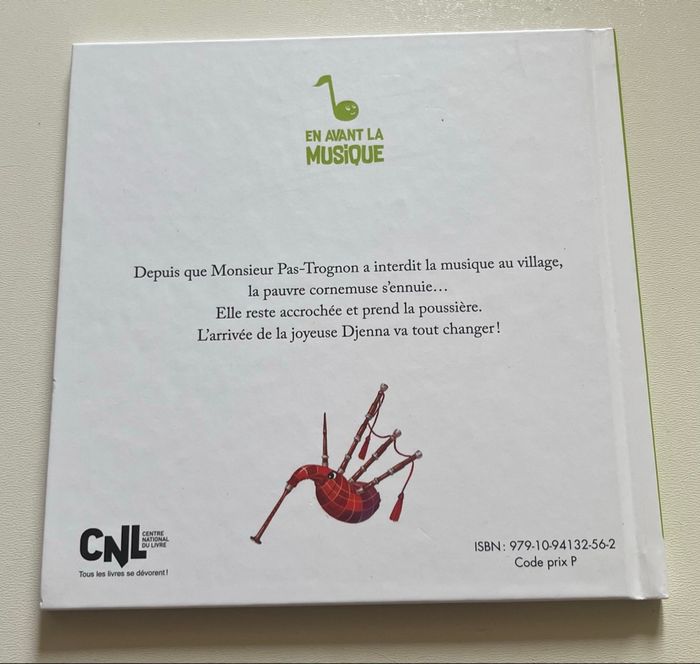 EN AVANT LA
MUSiQUE
Depuis que Monsieur Pas-Trognon a interdit la musique au village,
la pauvre cornemuse s'ennuie...
Elle reste accrochée et prend la poussière.
L'arrivée de la joyeuse Djenna va tout changer !
CNL CENTRE
NATIONAL
DU LIVRE
Tous les livres se dévorent !
ISBN : 979-10-94132-56-2
Code prix P